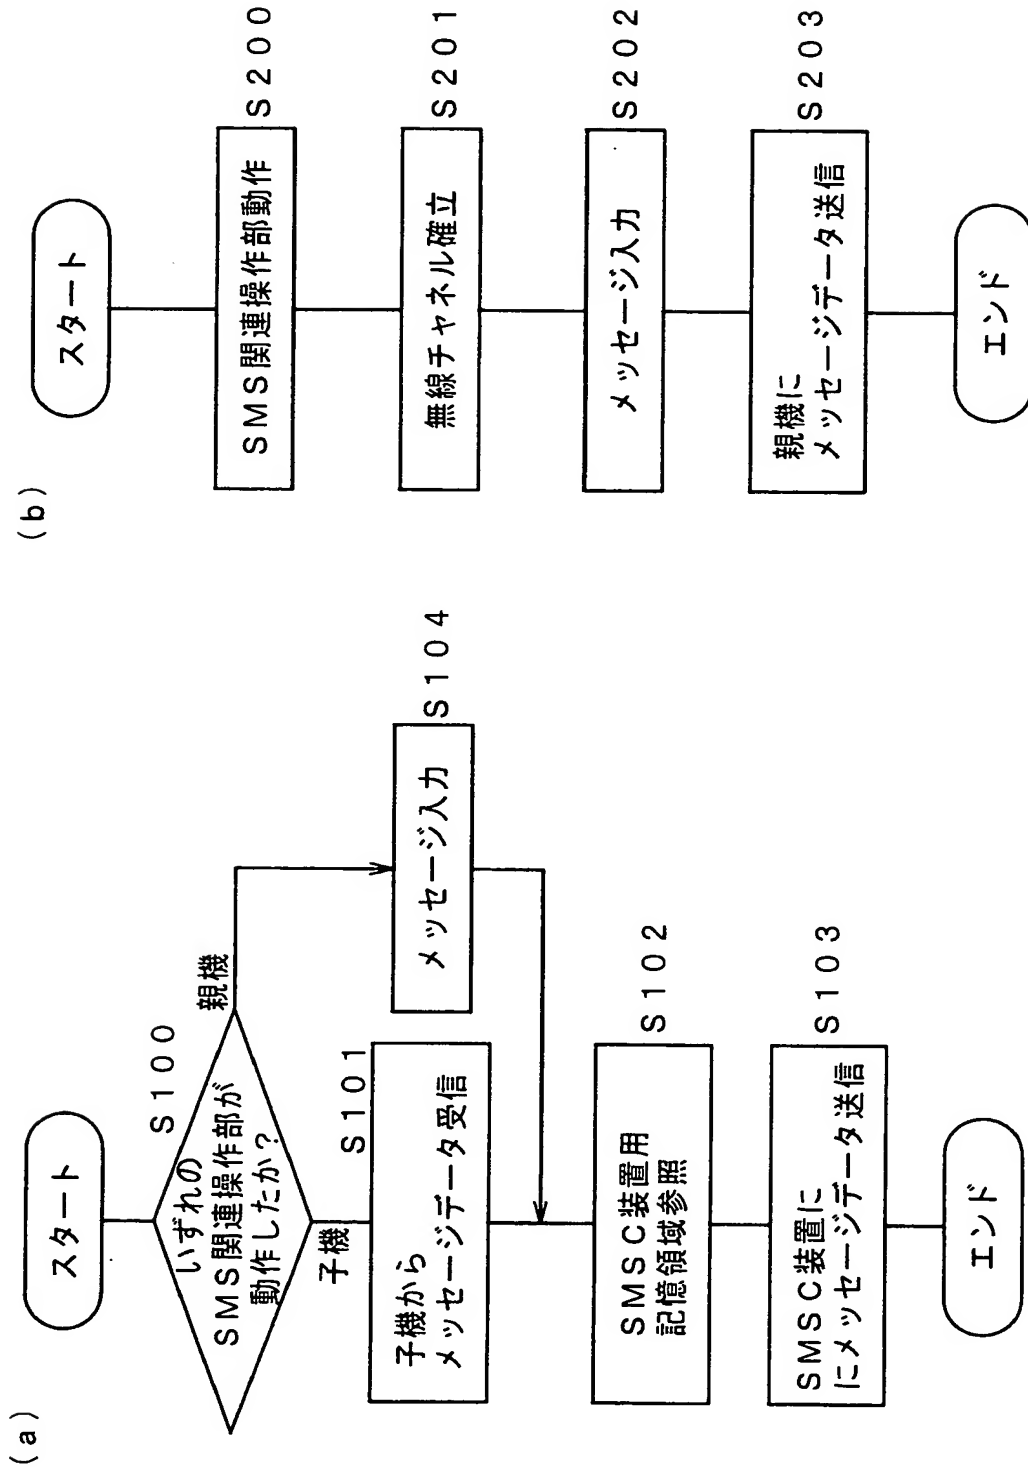 (a)
スタート
S100
いずれの
SMS関連操作部が
動作したか?
親機
子機
S101
子機から
メッセージデータ受信
メッセージ入力
S104
SMSC装置用
記憶領域参照
S102
SMSC装置に
にメッセージデータ送信
S103
エンド
(b)
スタート
SMS関連操作部動作
S200
無線チャネル確立
S201
メッセージ入力
S202
親機に
メッセージデータ送信
S203
エンド